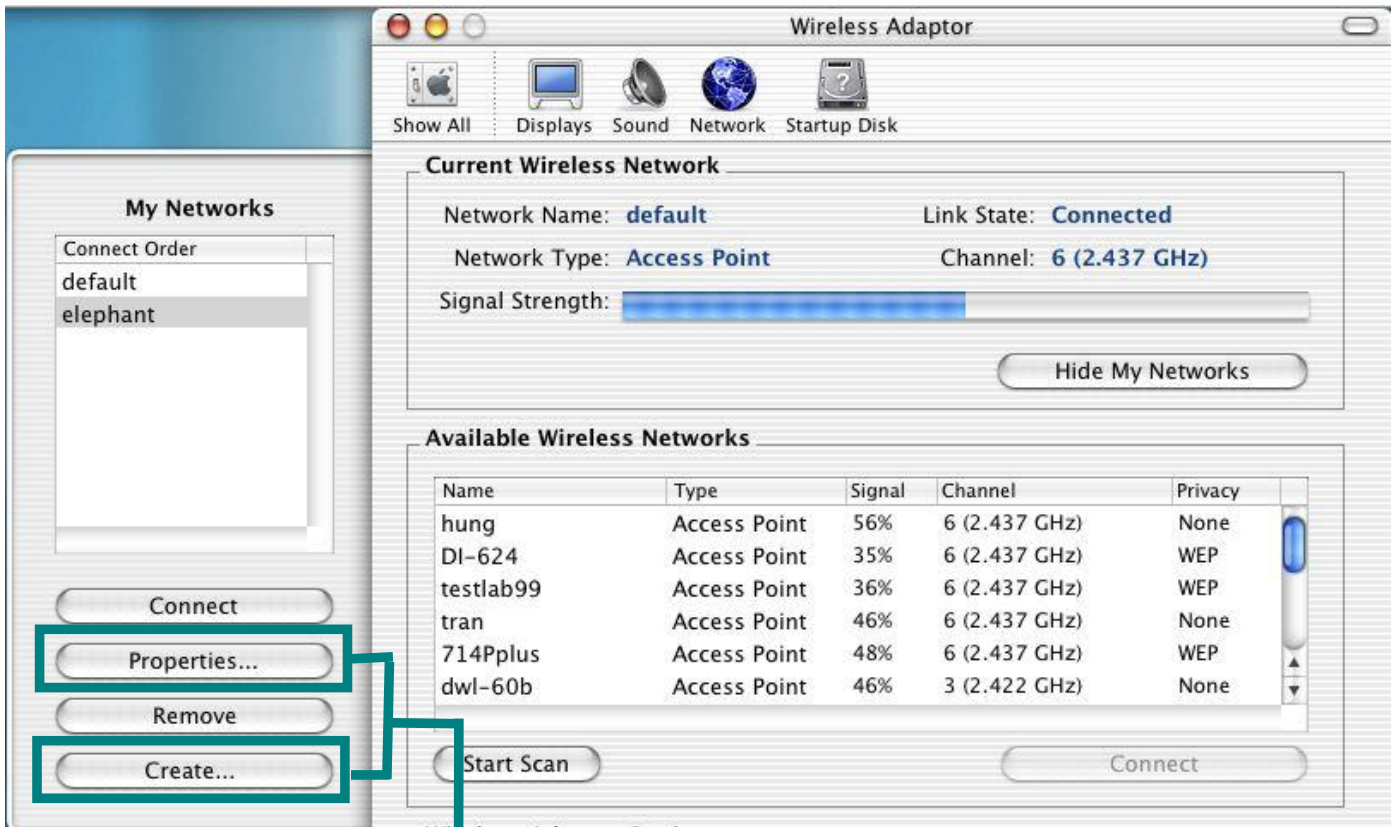 Wireless Adaptor
Show All Displays Sound Network Startup Disk
My Networks
Connect Order
default
elephant
Connect
Properties...
Remove
Create...
Current Wireless Network
Network Name: default Link State: Connected
Network Type: Access Point Channel: 6 (2.437 GHz)
Signal Strength:
Hide My Networks
Available Wireless Networks
Name Type Signal Channel Privacy
hung Access Point 56% 6 (2.437 GHz) None
DI-624 Access Point 35% 6 (2.437 GHz) WEP
testlab99 Access Point 36% 6 (2.437 GHz) WEP
tran Access Point 46% 6 (2.437 GHz) None
714Pplus Access Point 48% 6 (2.437 GHz) WEP
dwl-60b Access Point 46% 3 (2.422 GHz) None
Start Scan Connect